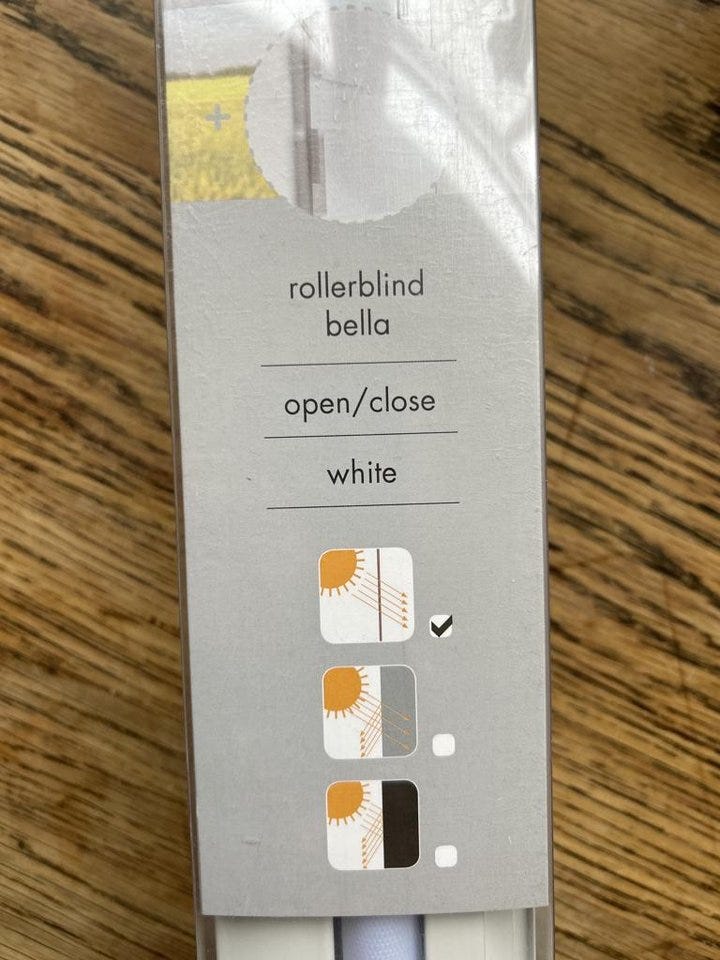 rollerblind
bella
open/close
white